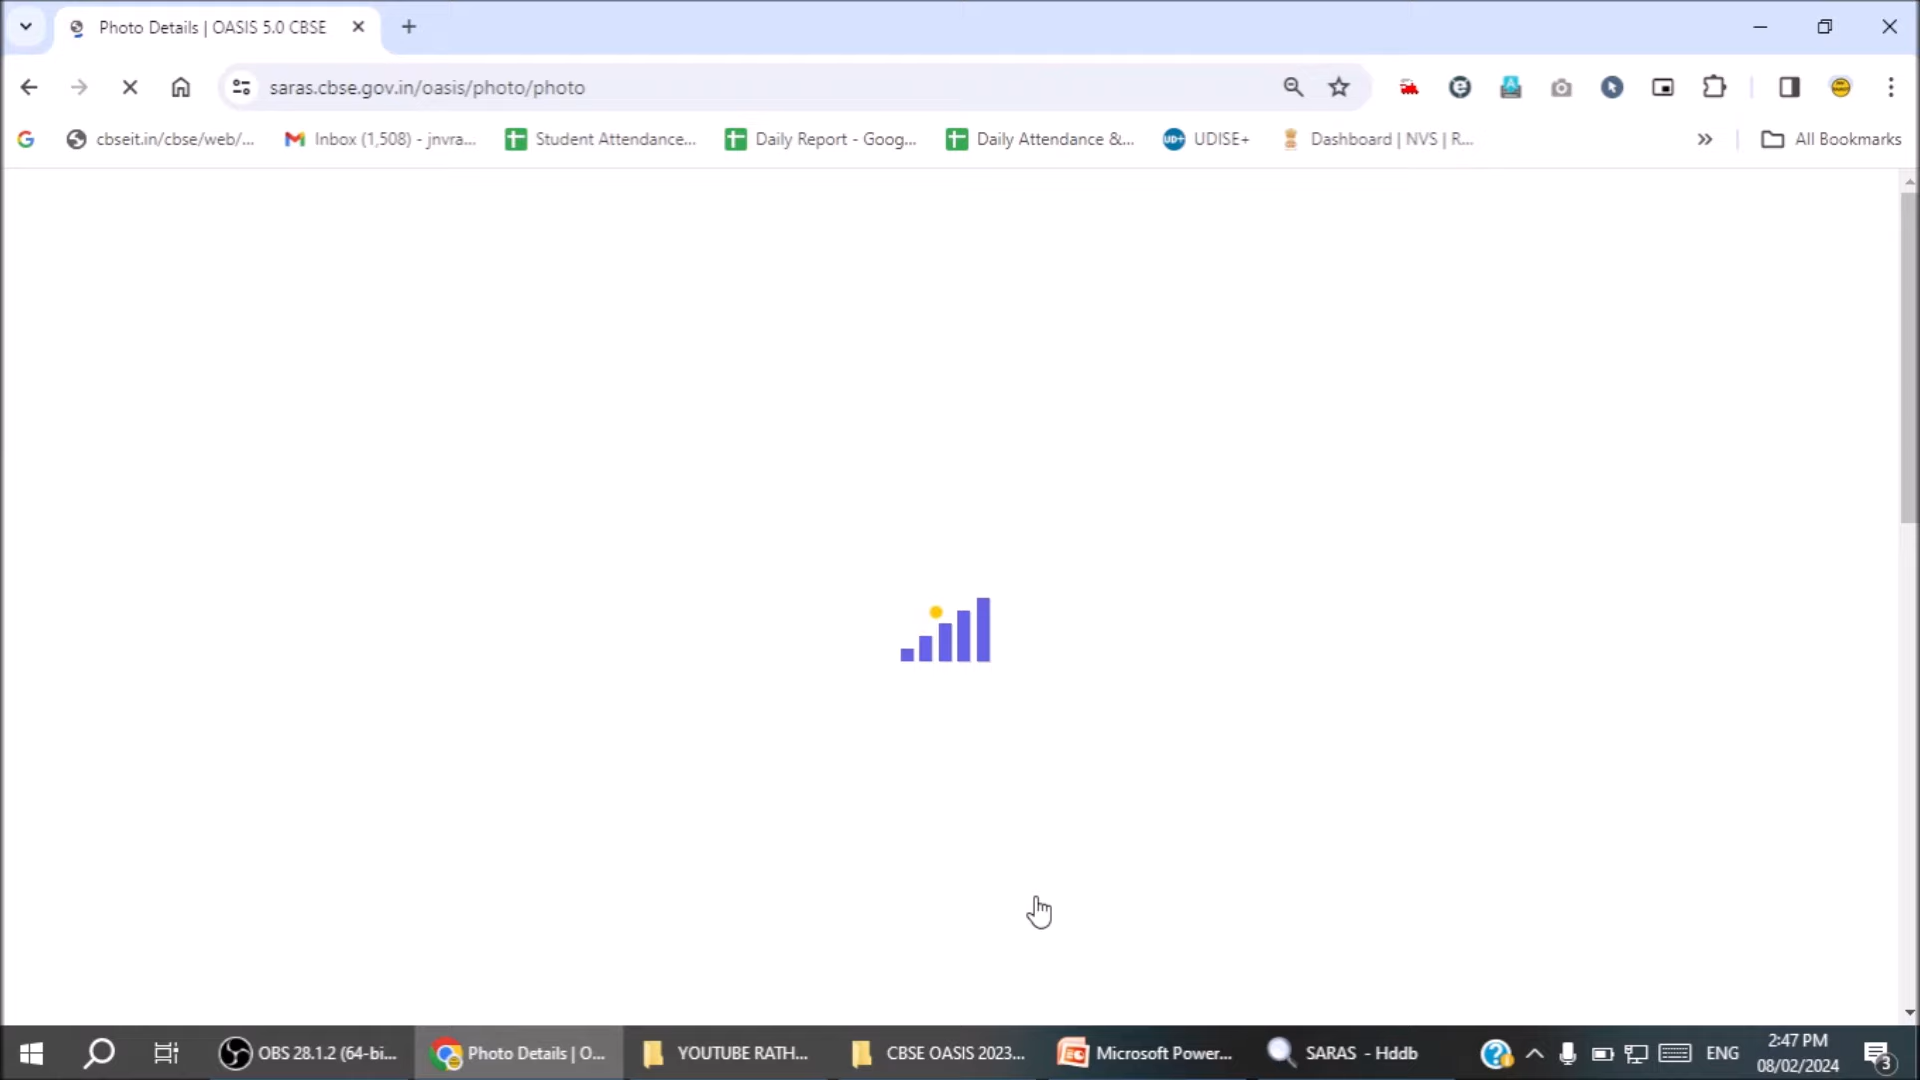 Photo Details | OASIS 5.0 CBSE
saras.cbse.gov.in/oasis/photo/photo
cbseit.in/cbse/web/...
Inbox (1,508) - jnvra...
Student Attendance...
Daily Report - Goog...
Daily Attendance &...
UD+ UDISE+
Dashboard | NVS | R...
All Bookmarks
OBS 28.1.2 (64-bi...
Photo Details | O...
YOUTUBE RATH...
CBSE OASIS 2023...
Microsoft Power...
SARAS - Hddb
ENG
2:47 PM
08/02/2024
3